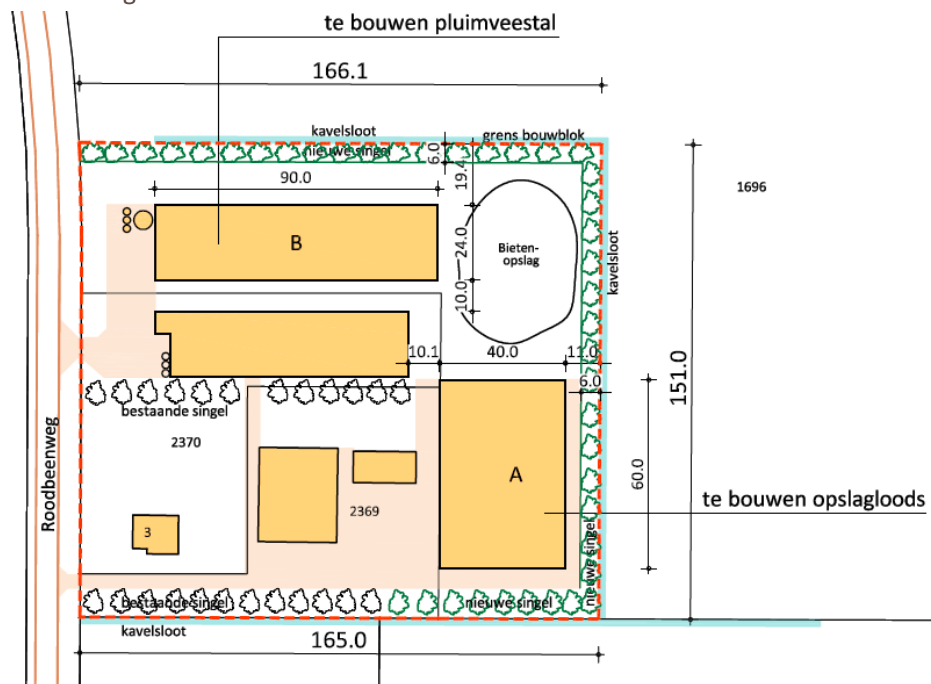 te bouwen pluimveestal
166.1
kavelsloot
grens bouwblok
nieuwe singel
6.0
19.4
90.0
1696
B
24.0
Bieten-
opslag
kavelsloot
10.0
10.1
40.0
11.0
6.0
151.0
bestaande singel
2370
Roodbeenweg
A
60.0
2369
te bouwen opslagloods
3
nieuwe singel
bestaande singel
nieuwe singel
kavelsloot
165.0